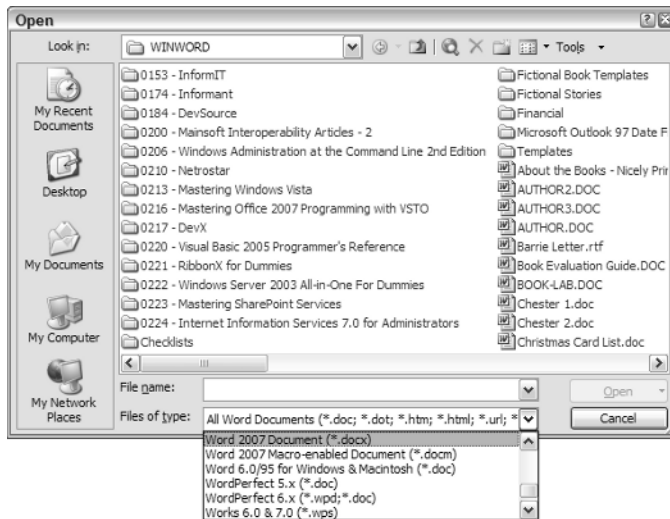 Open
Look in:
WINWORD
Tools
My Recent
Documents
Desktop
My Documents
My Computer
My Network
Places
0153 - InformIT
0174 - Informant
0184 - DevSource
0200 - Mainsoft Interoperability Articles - 2
0206 - Windows Administration at the Command Line 2nd Edition
0210 - Netrostar
0213 - Mastering Windows Vista
0216 - Mastering Office 2007 Programming with VSTO
0217 - DevX
0220 - Visual Basic 2005 Programmer's Reference
0221 - RibbonX for Dummies
0222 - Windows Server 2003 All-in-One For Dummies
0223 - Mastering SharePoint Services
0224 - Internet Information Services 7.0 for Administrators
Checklists
Fictional Book Templates
Fictional Stories
Financial
Microsoft Outlook 97 Date F
Templates
About the Books - Nicely Prin
AUTHOR2.DOC
AUTHOR3.DOC
AUTHOR.DOC
Barrie Letter.rtf
Book Evaluation Guide.DOC
BOOK-LAB.DOC
Chester 1.doc
Chester 2.doc
Christmas Card List.doc
File name:
Open
Files of type:
All Word Documents (*.doc; *.dot; *.htm; *.html; *.url; *
Cancel
Word 2007 Document (*.docx)
Word 2007 Macro-enabled Document (*.docm)
Word 6.0/95 for Windows & Macintosh (*.doc)
WordPerfect 5.x (*.doc)
WordPerfect 6.x (*.wpd;*.doc)
Works 6.0 & 7.0 (*.wps)